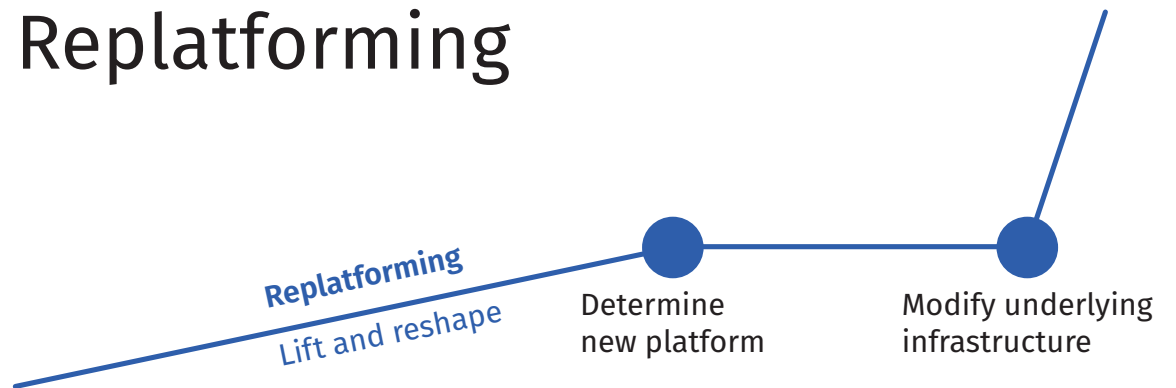 Replatforming
Replatforming
Lift and reshape
Determine
new platform
Modify underlying
infrastructure